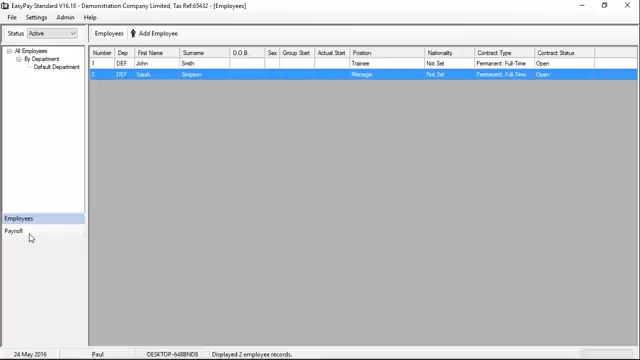 EasyPay Standard V16.18 - Demonstration Company Limited, Tax Ref:65432 - [Employees]
File Settings Admin Help
Status Active Employees Add Employee
All Employees
By Department
Default Department
Number Dep First Name Surname D.O.B. Sex Group Start Actual Start Position Nationality Contract Type Contract Status
1 DEF John Smith Trainee Not Set Permanent: Full-Time Open
2 DEF Sarah Simpson Manager Not Set Permanent: Full-Time Open
Employees
Payroll
24 May 2016 Paul DESKTOP-648BND8 Displayed 2 employee records.